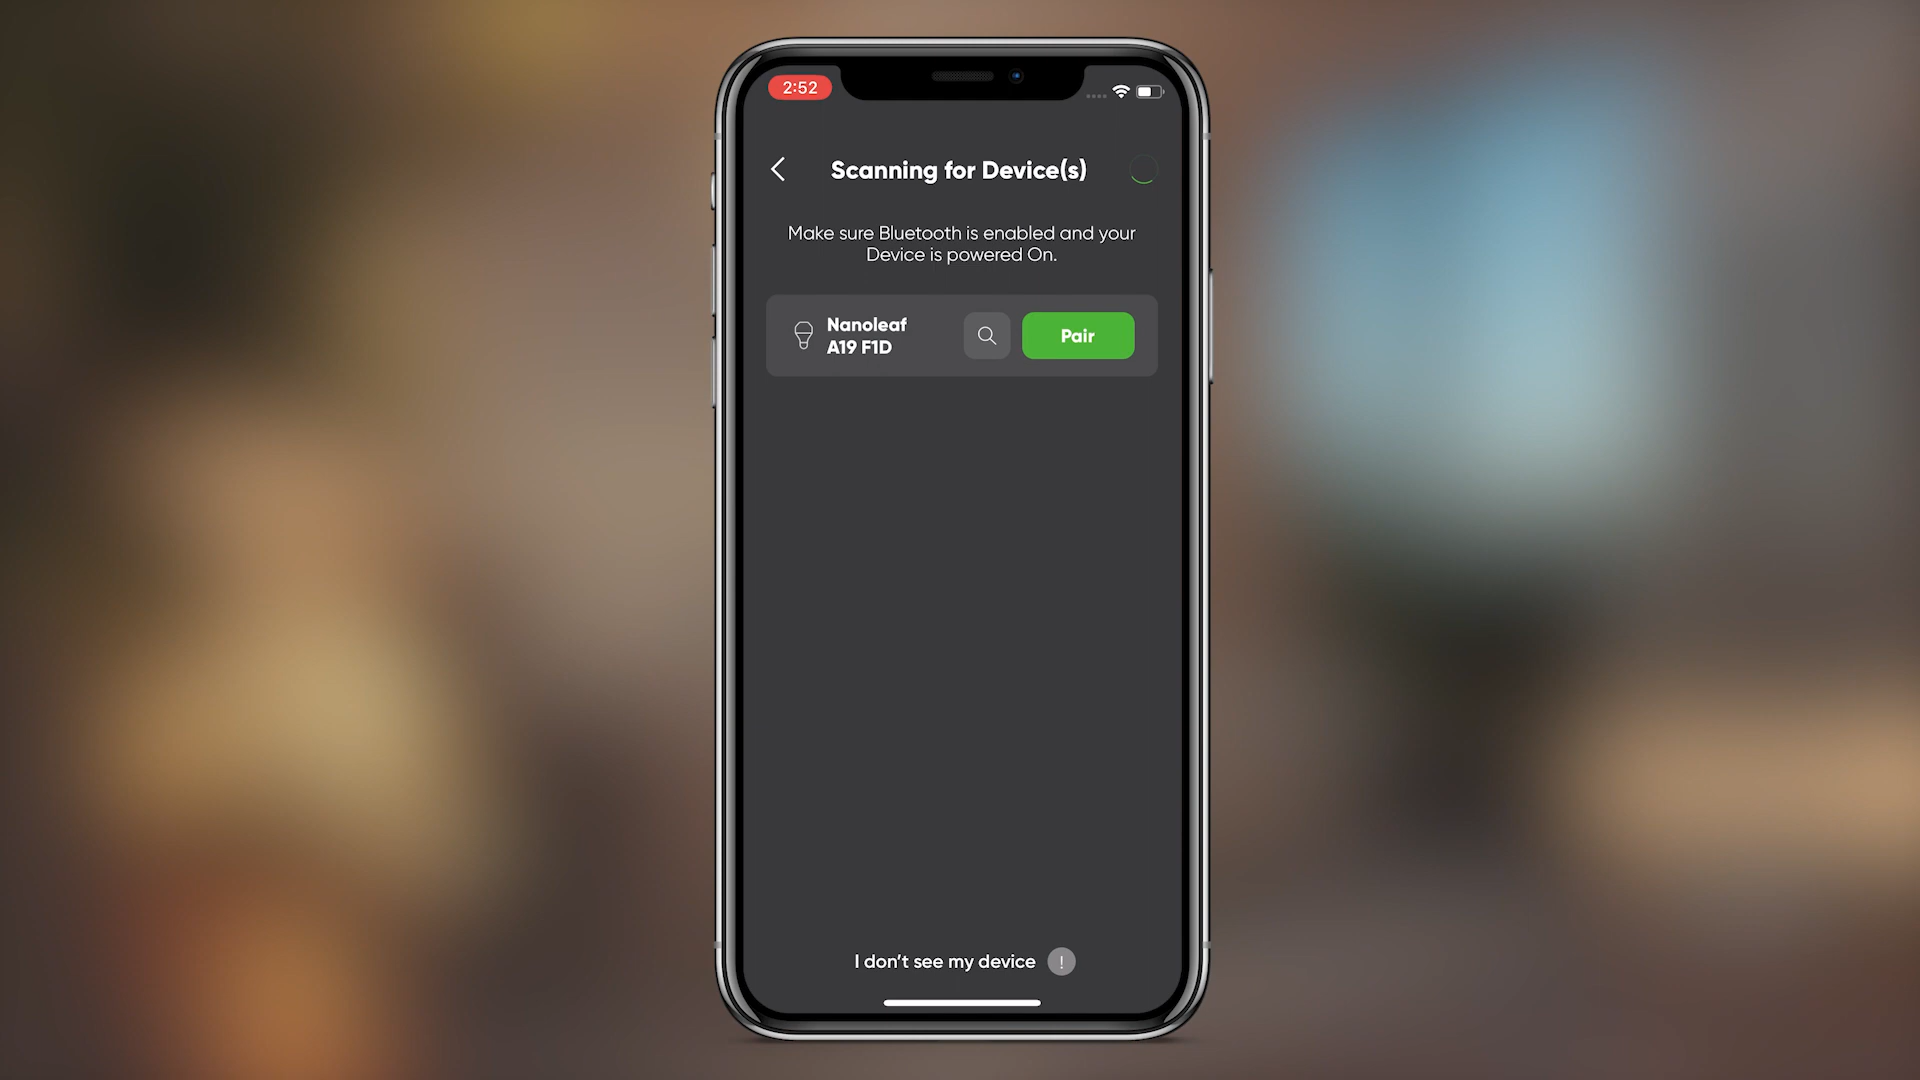 2:52
Scanning for Device(s)
Make sure Bluetooth is enabled and your
Device is powered On.
Nanoleaf
A19 F1D
Pair
I don't see my device
!